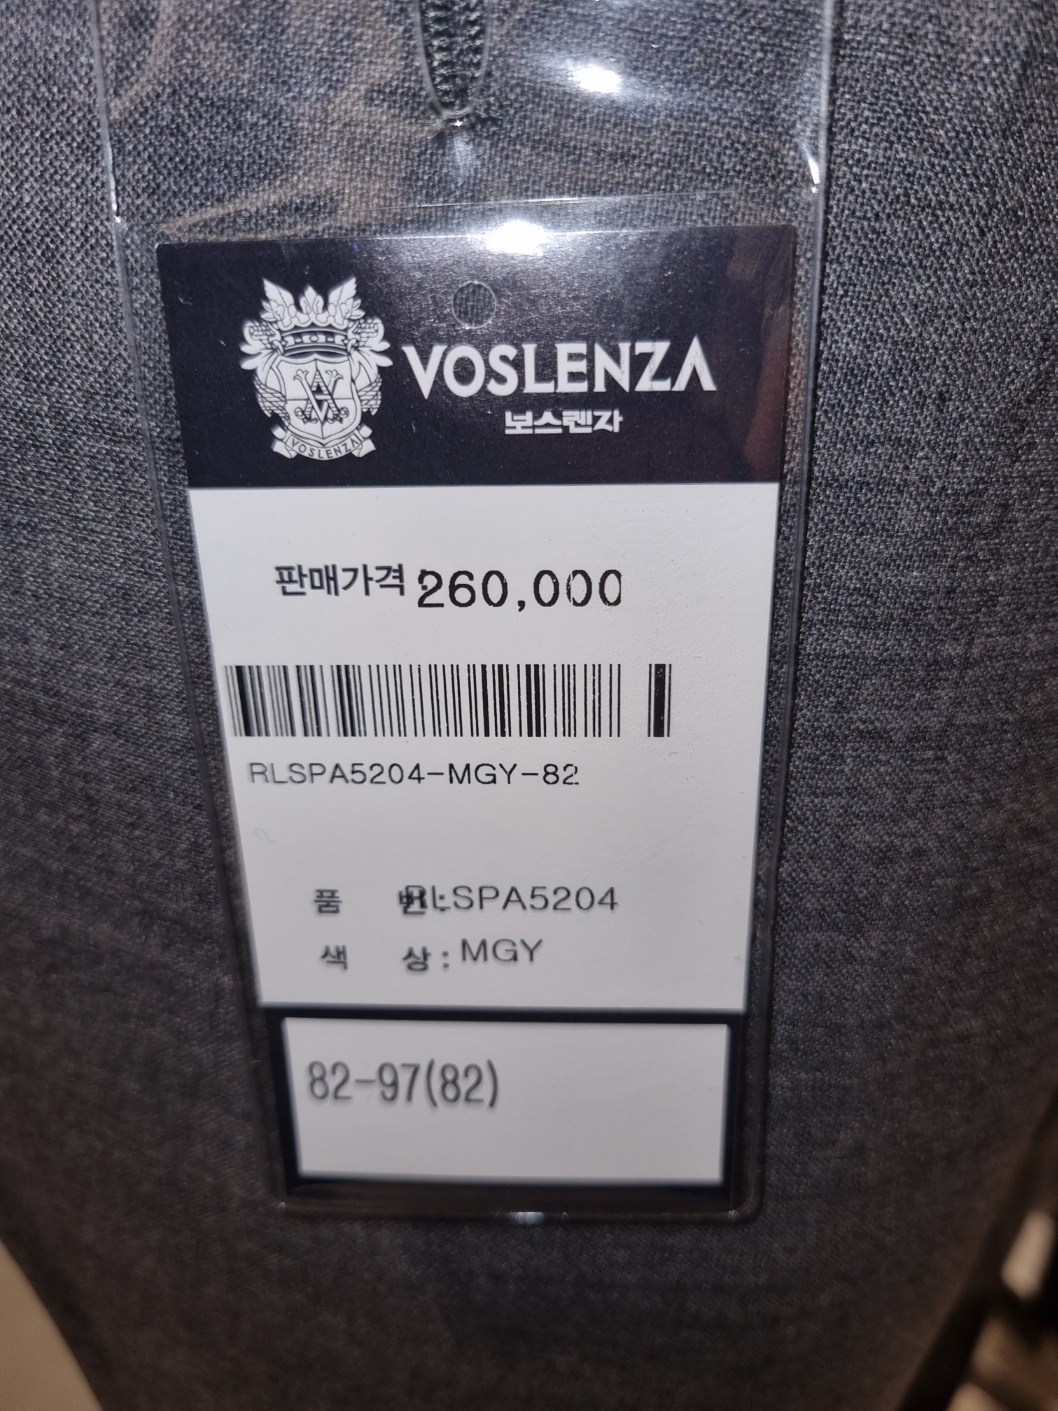 VOSLENZA
보스렌자
VOSLENZA
판매가격 : 260,000
RLSPA5204-MGY-82
품 번: RLSPA5204
색 상 : MGY
82-97(82)